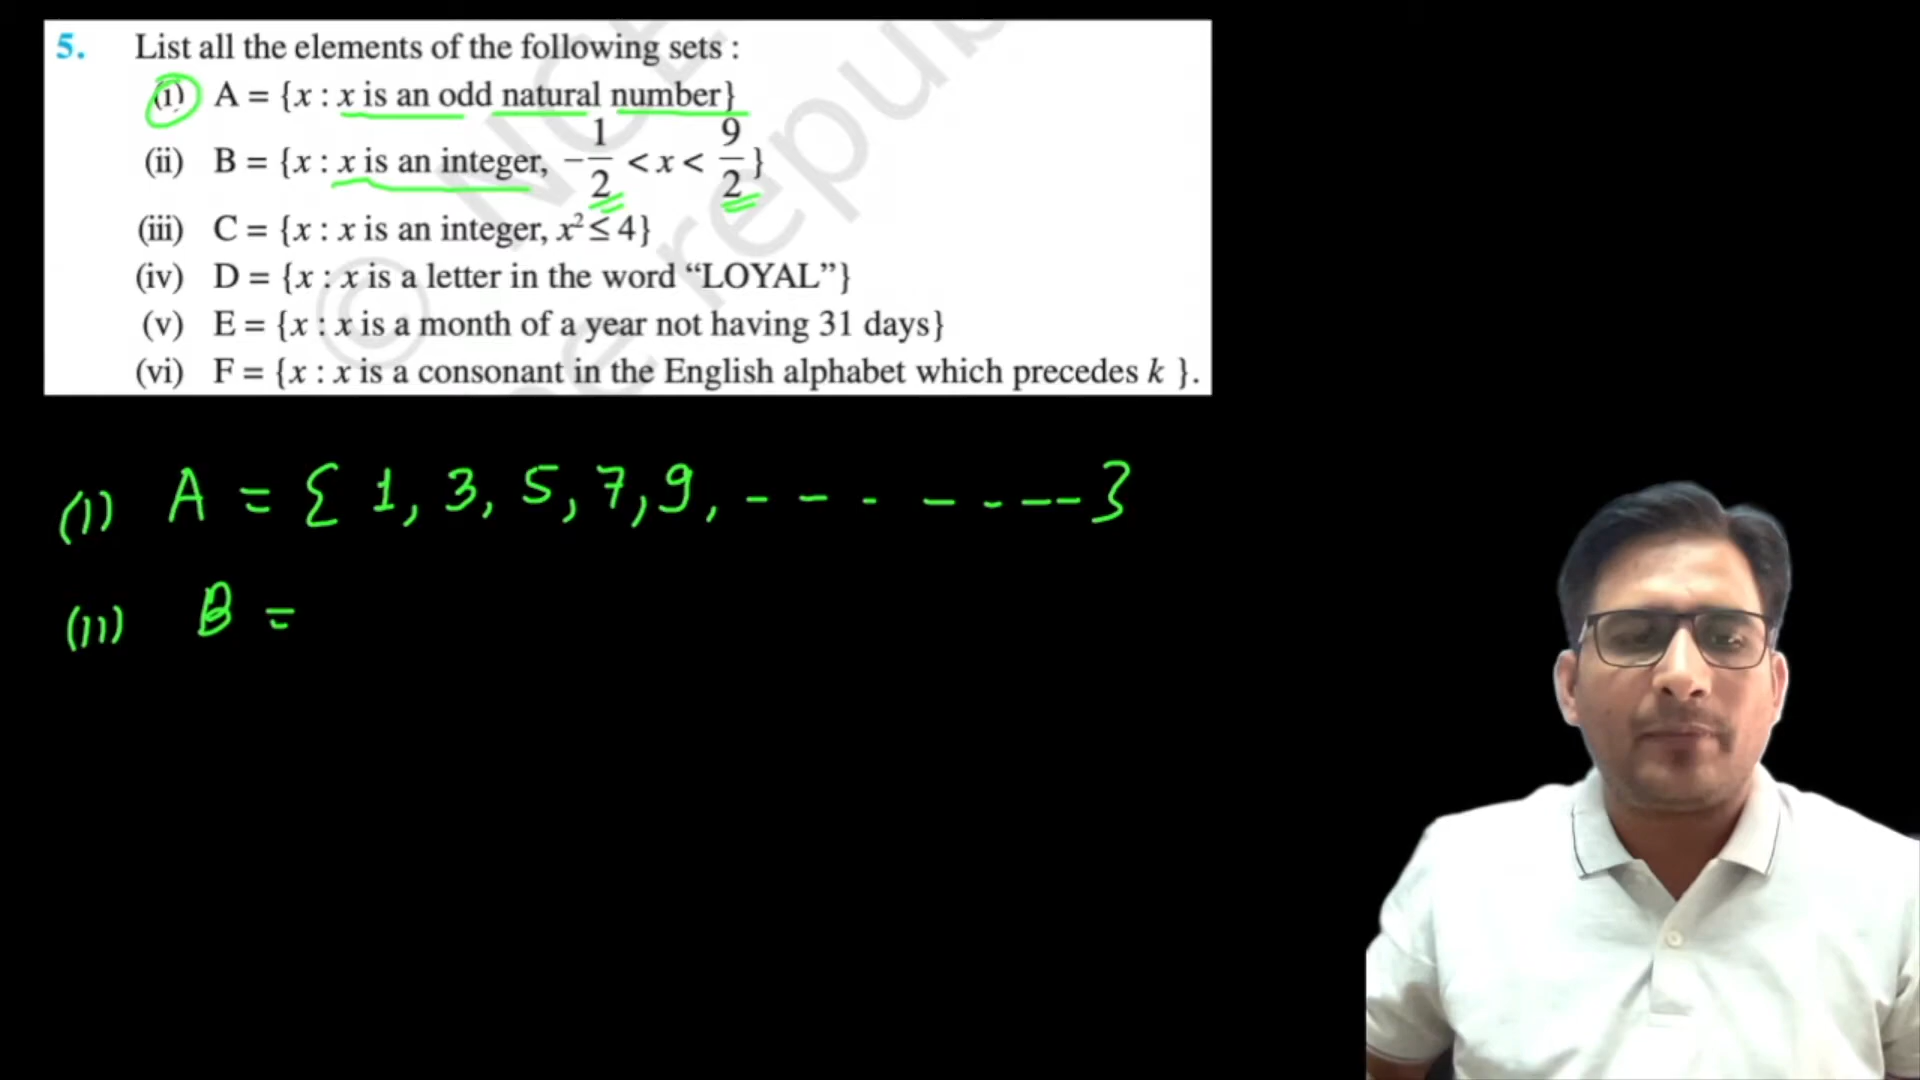 5. List all the elements of the following sets :
(i) A = {x : x is an odd natural number}
(ii) B = {x : x is an integer, −1/2 < x < 9/2}
(iii) C = {x : x is an integer, x² ≤ 4}
(iv) D = {x : x is a letter in the word “LOYAL”}
(v) E = {x : x is a month of a year not having 31 days}
(vi) F = {x : x is a consonant in the English alphabet which precedes k }.
(1) A = { 1, 3, 5, 7, 9, - - - - - - - }
(11) B =